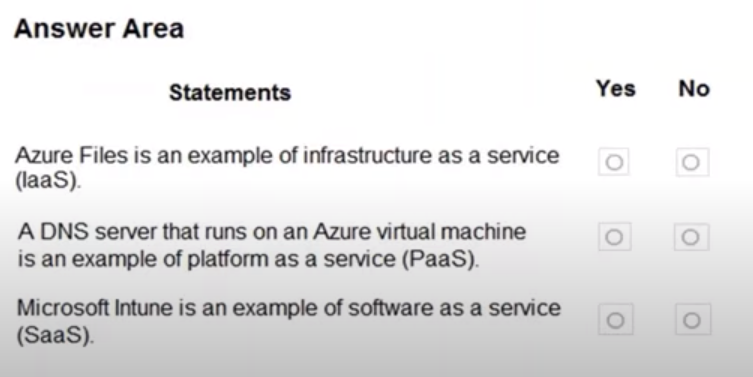 Answer Area
Statements Yes No
Azure Files is an example of infrastructure as a service
(IaaS).
A DNS server that runs on an Azure virtual machine
is an example of platform as a service (PaaS).
Microsoft Intune is an example of software as a service
(SaaS).